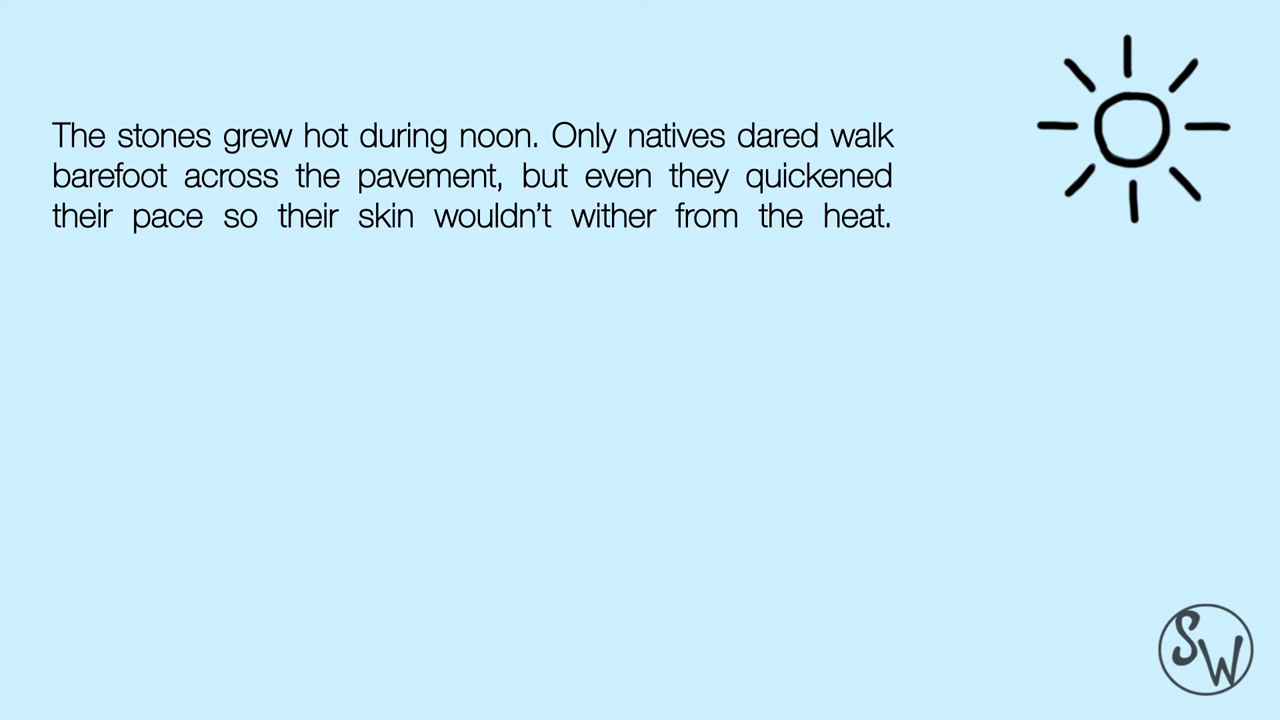 The stones grew hot during noon. Only natives dared walk
barefoot across the pavement, but even they quickened
their pace so their skin wouldn’t wither from the heat.
SW